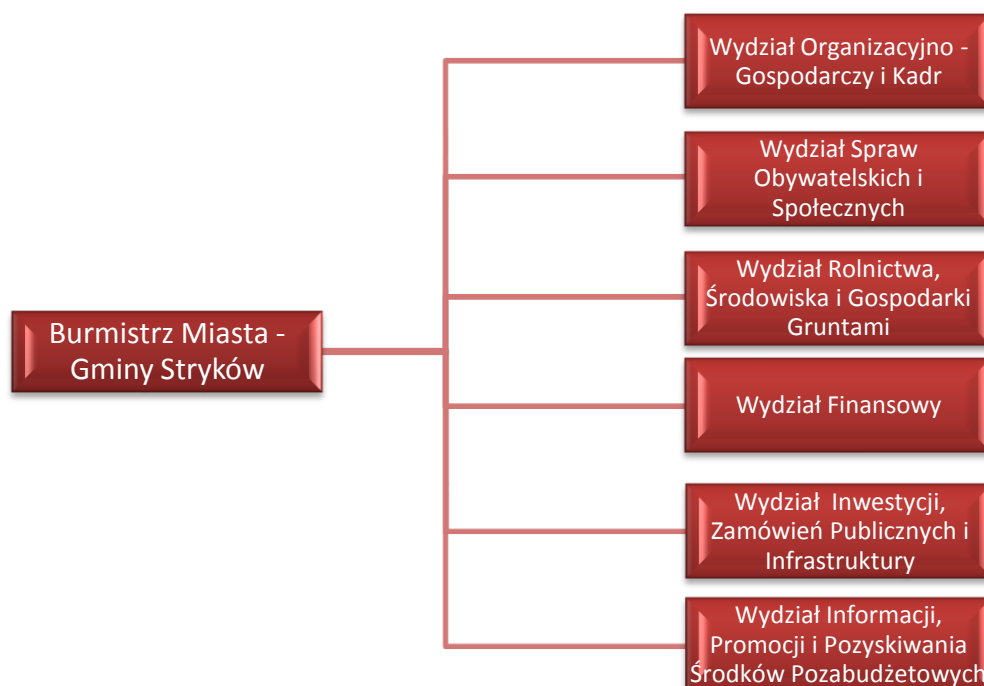 Wydział Organizacyjno -
Gospodarczy i Kadr
Wydział Spraw
Obywatelskich i
Społecznych
Wydział Rolnictwa,
Środowiska i Gospodarki
Gruntami
Burmistrz Miasta -
Gminy Stryków
Wydział Finansowy
Wydział  Inwestycji,
Zamówień Publicznych i
Infrastruktury
Wydział Informacji,
Promocji i Pozyskiwania
Środków Pozabudżetowych